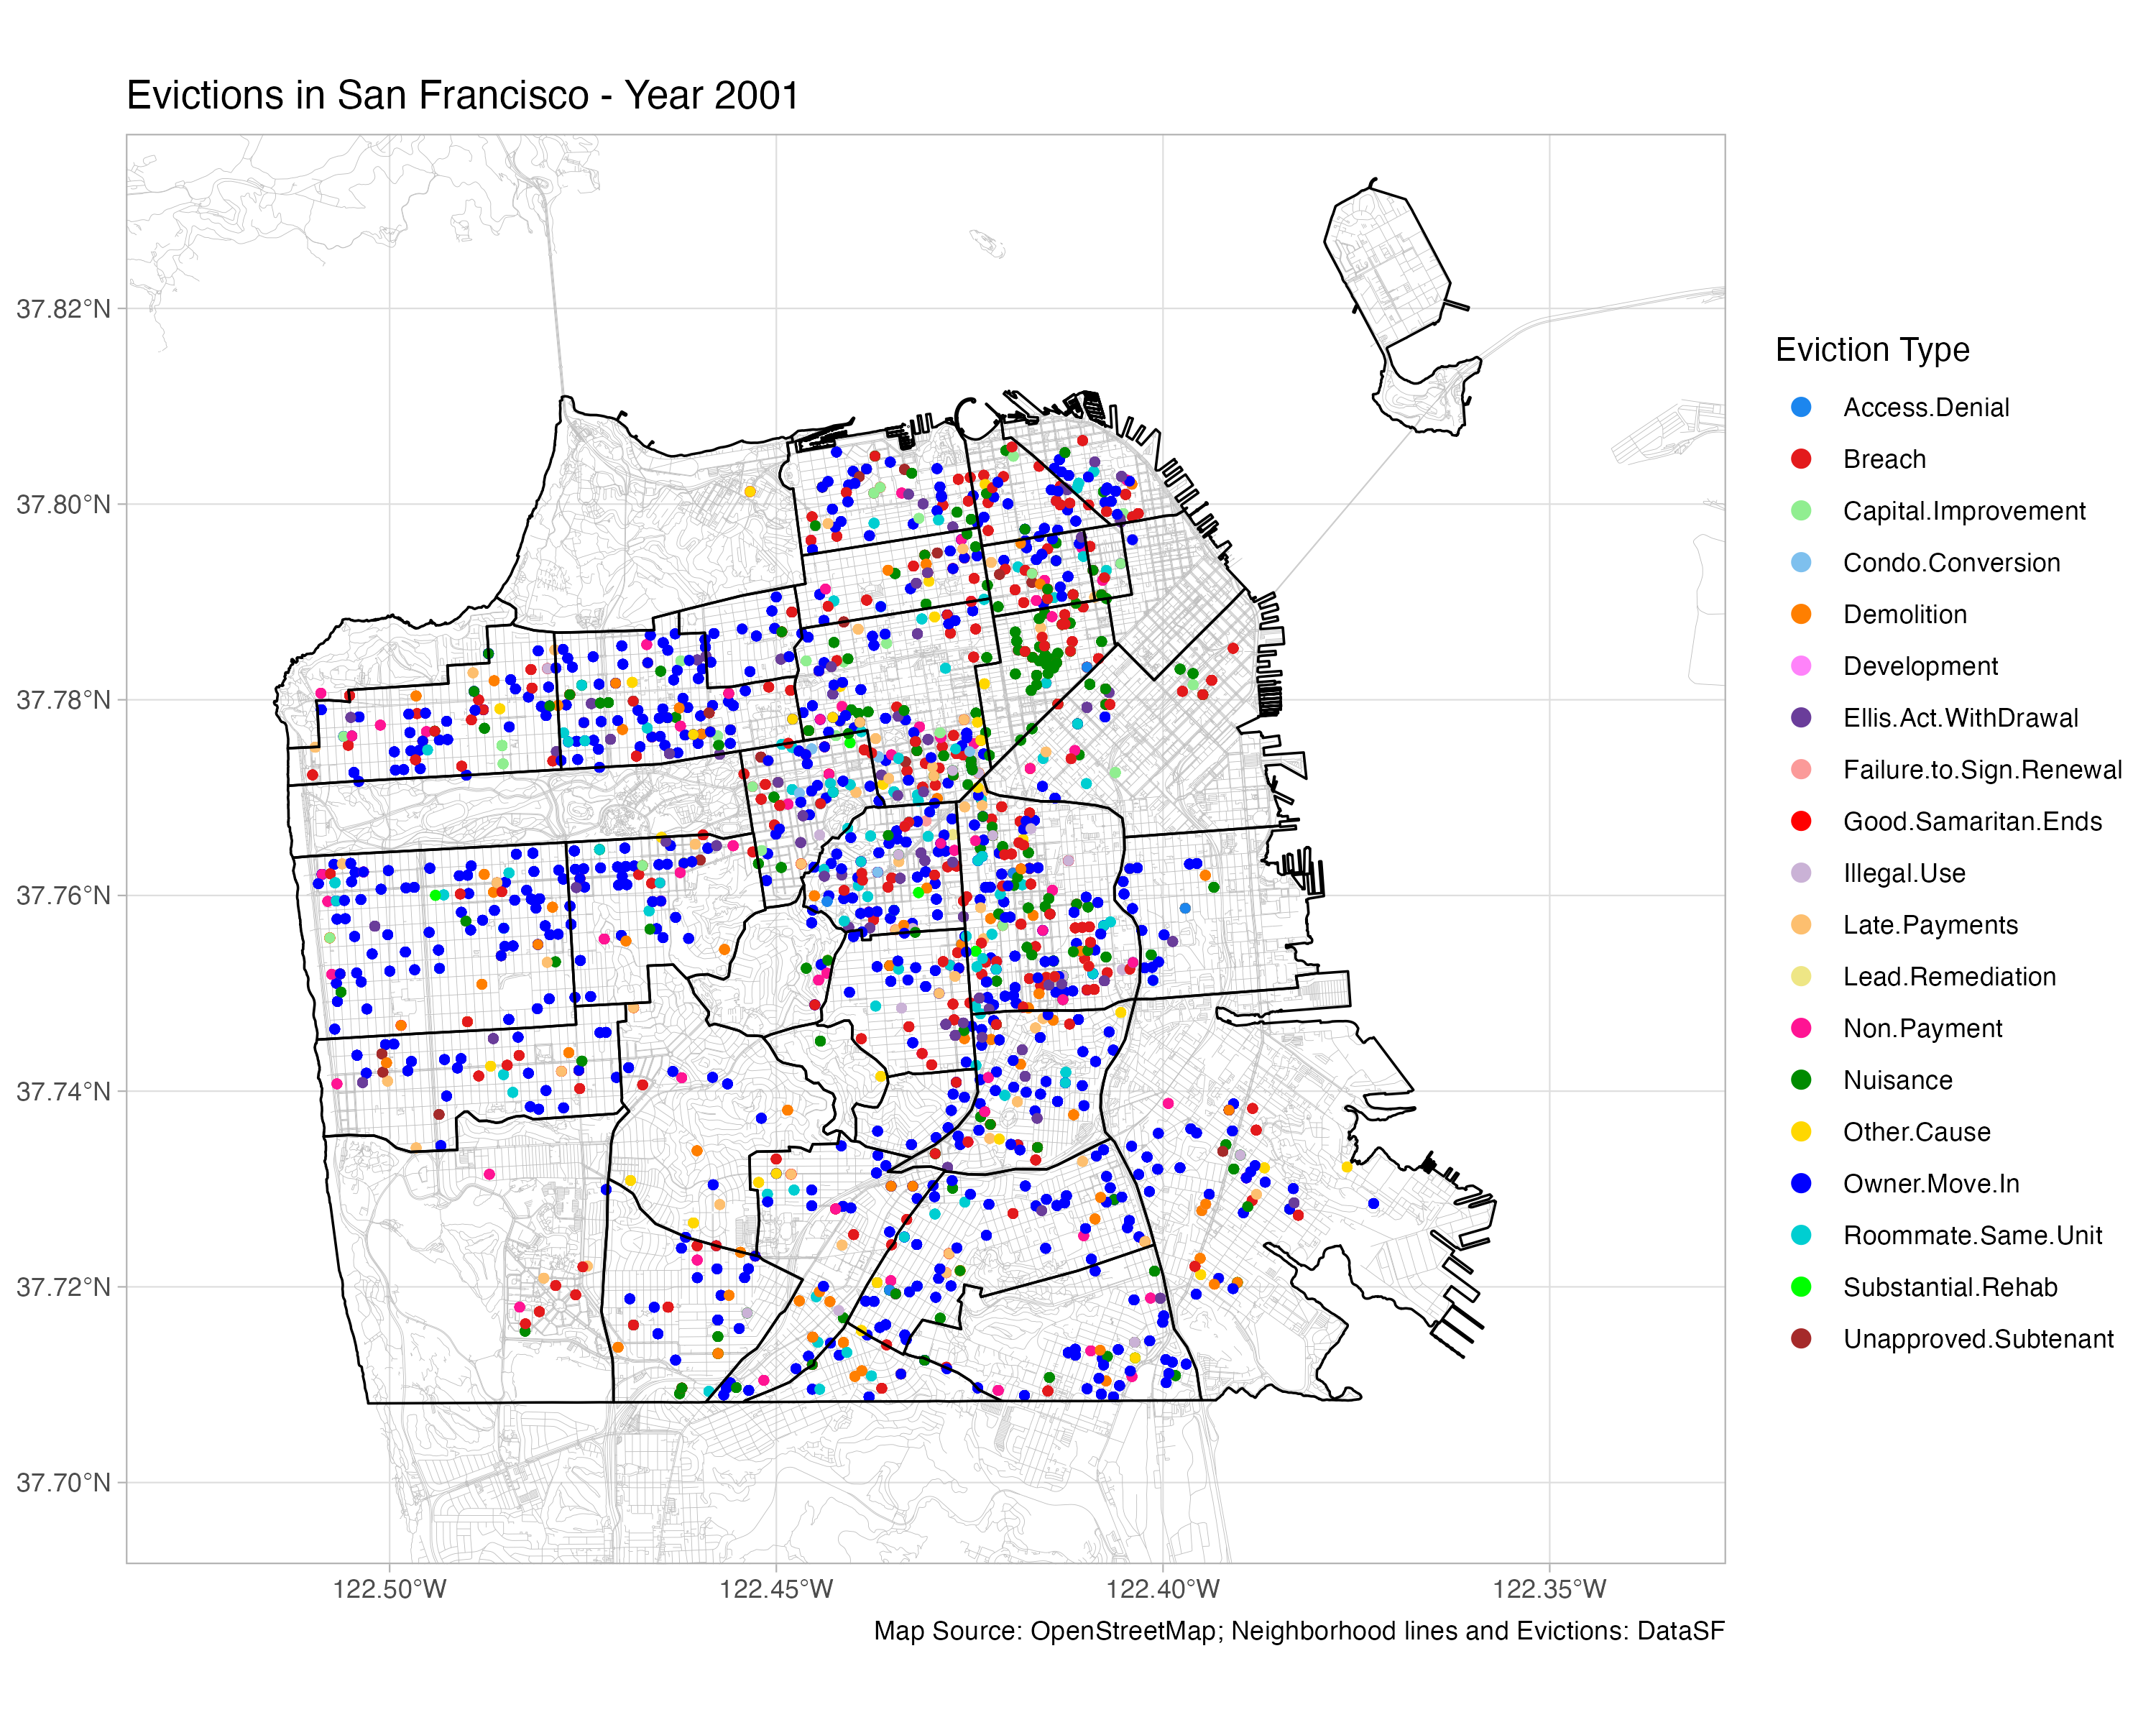 Evictions in San Francisco - Year 2001
37.82°N
37.80°N
37.78°N
37.76°N
37.74°N
37.72°N
37.70°N
122.50°W
122.45°W
122.40°W
122.35°W
Eviction Type
Access.Denial
Breach
Capital.Improvement
Condo.Conversion
Demolition
Development
Ellis.Act.WithDrawal
Failure.to.Sign.Renewal
Good.Samaritan.Ends
Illegal.Use
Late.Payments
Lead.Remediation
Non.Payment
Nuisance
Other.Cause
Owner.Move.In
Roommate.Same.Unit
Substantial.Rehab
Unapproved.Subtenant
Map Source: OpenStreetMap; Neighborhood lines and Evictions: DataSF